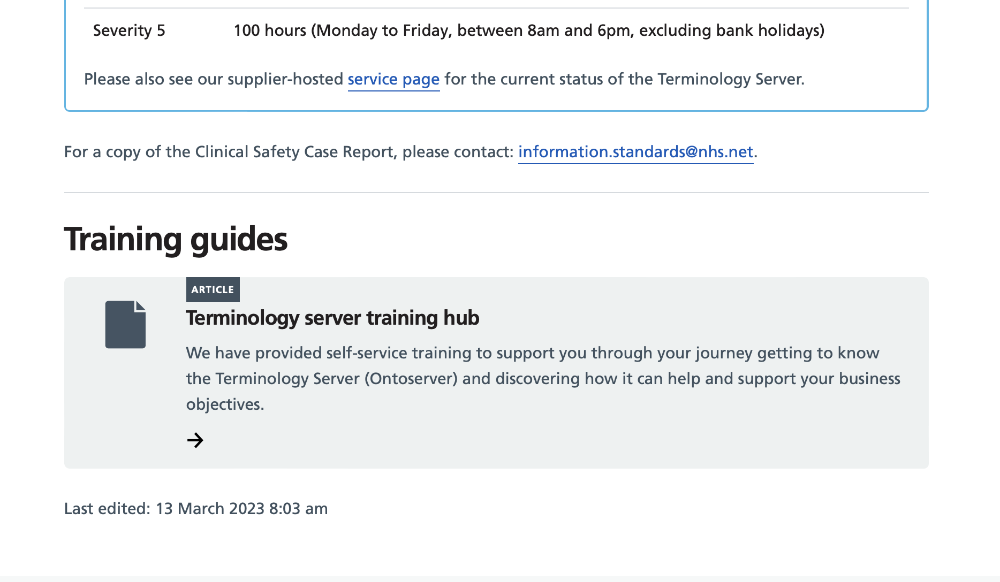 Severity 5 100 hours (Monday to Friday, between 8am and 6pm, excluding bank holidays)
Please also see our supplier-hosted service page for the current status of the Terminology Server.
For a copy of the Clinical Safety Case Report, please contact: information.standards@nhs.net.
Training guides
ARTICLE
Terminology server training hub
We have provided self-service training to support you through your journey getting to know
the Terminology Server (Ontoserver) and discovering how it can help and support your business
objectives.
Last edited: 13 March 2023 8:03 am